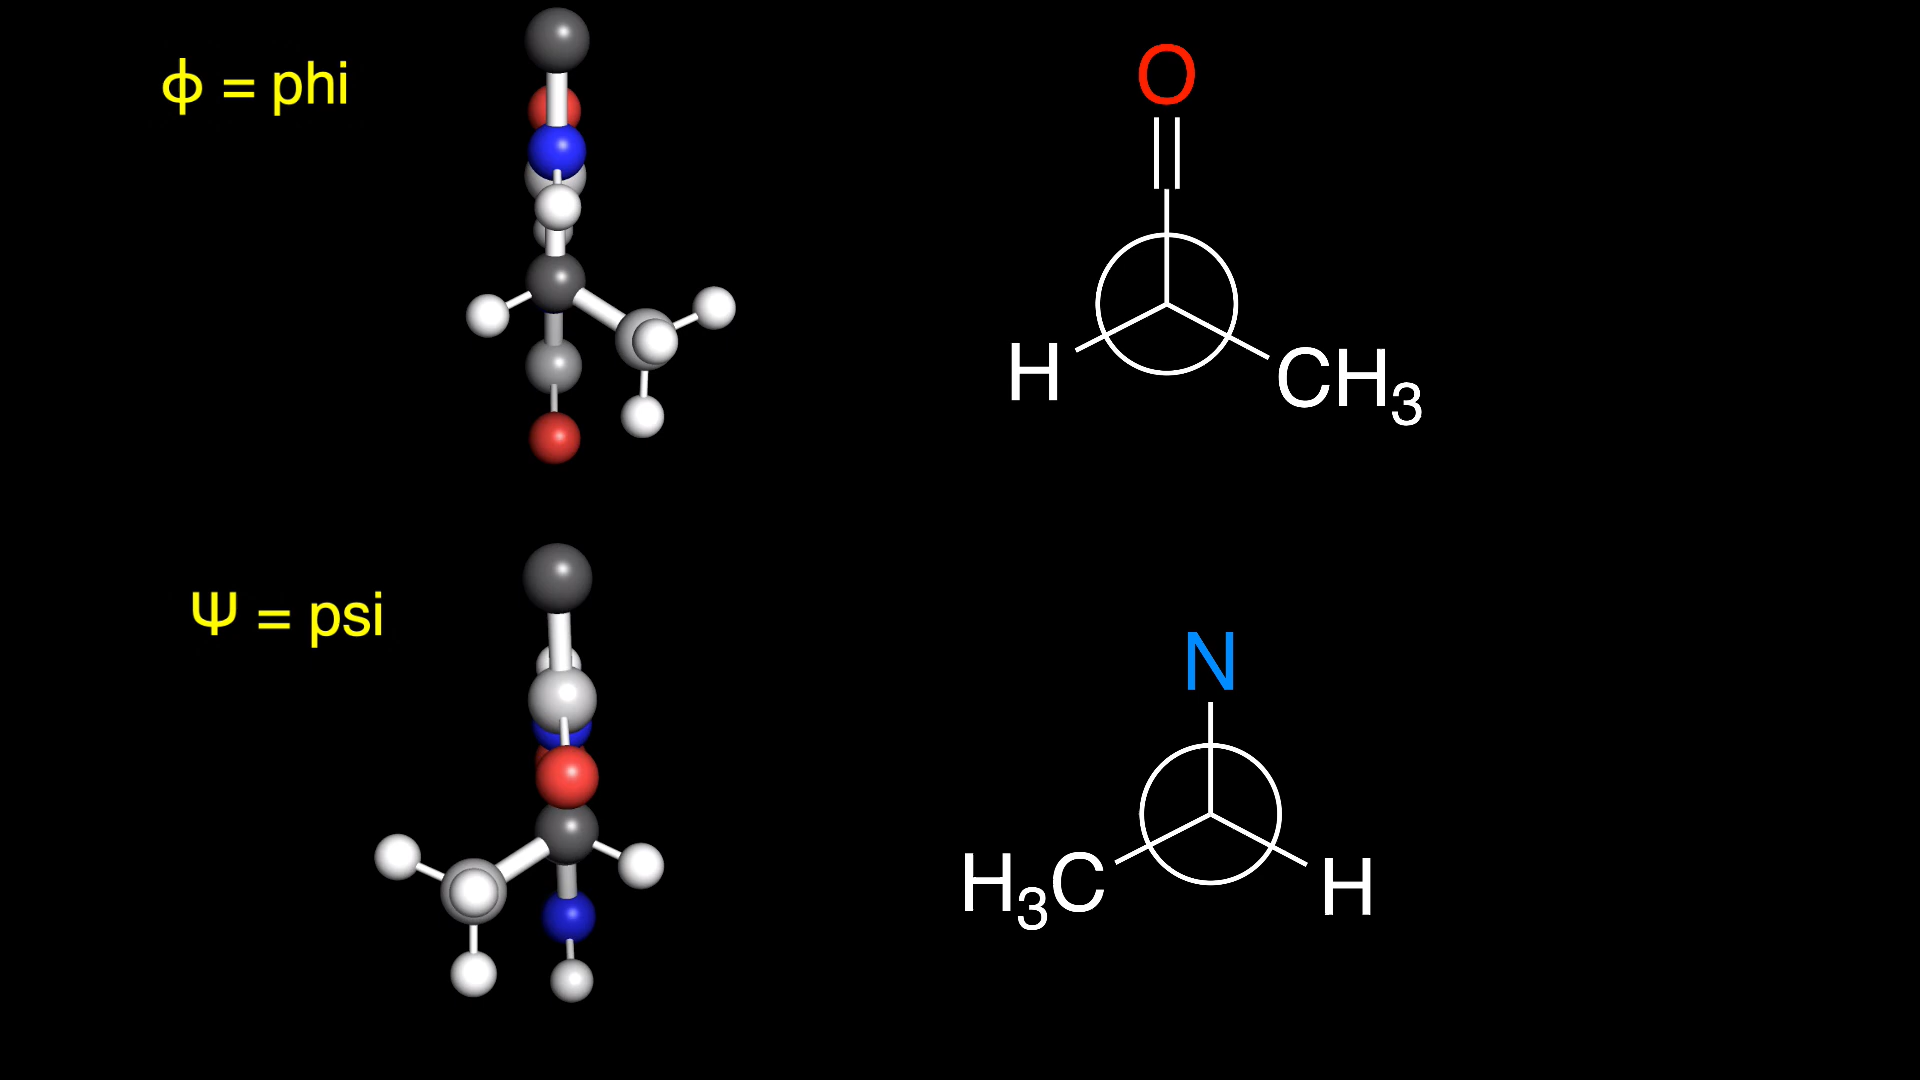 ϕ = phi
O
H
CH₃
Ψ = psi
N
H₃C
H